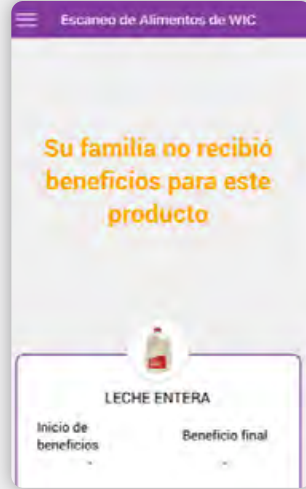 Escaneo de Alimentos de WIC
Su familia no recibió
beneficios para este
producto
LECHE ENTERA
Inicio de
beneficios
Beneficio final
-
-